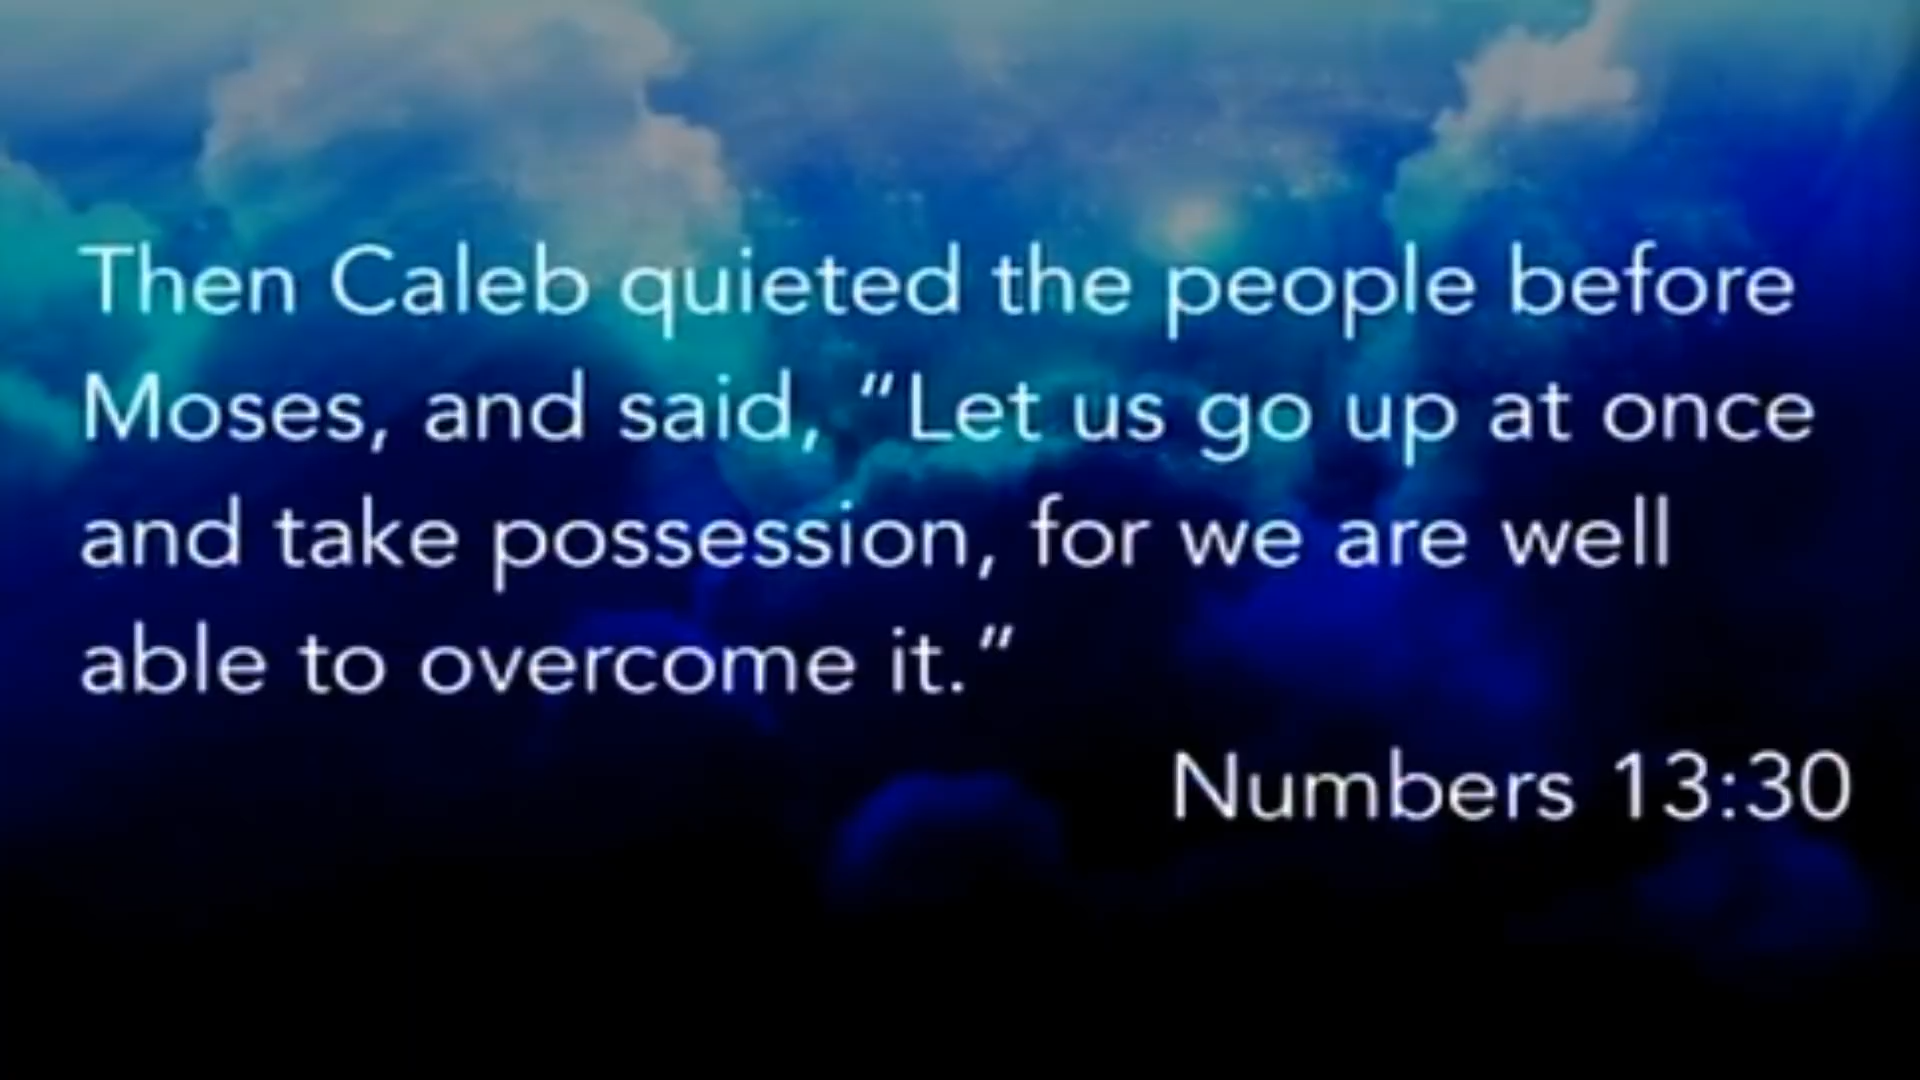 Then Caleb quieted the people before
Moses, and said, “Let us go up at once
and take possession, for we are well
able to overcome it.”
Numbers 13:30